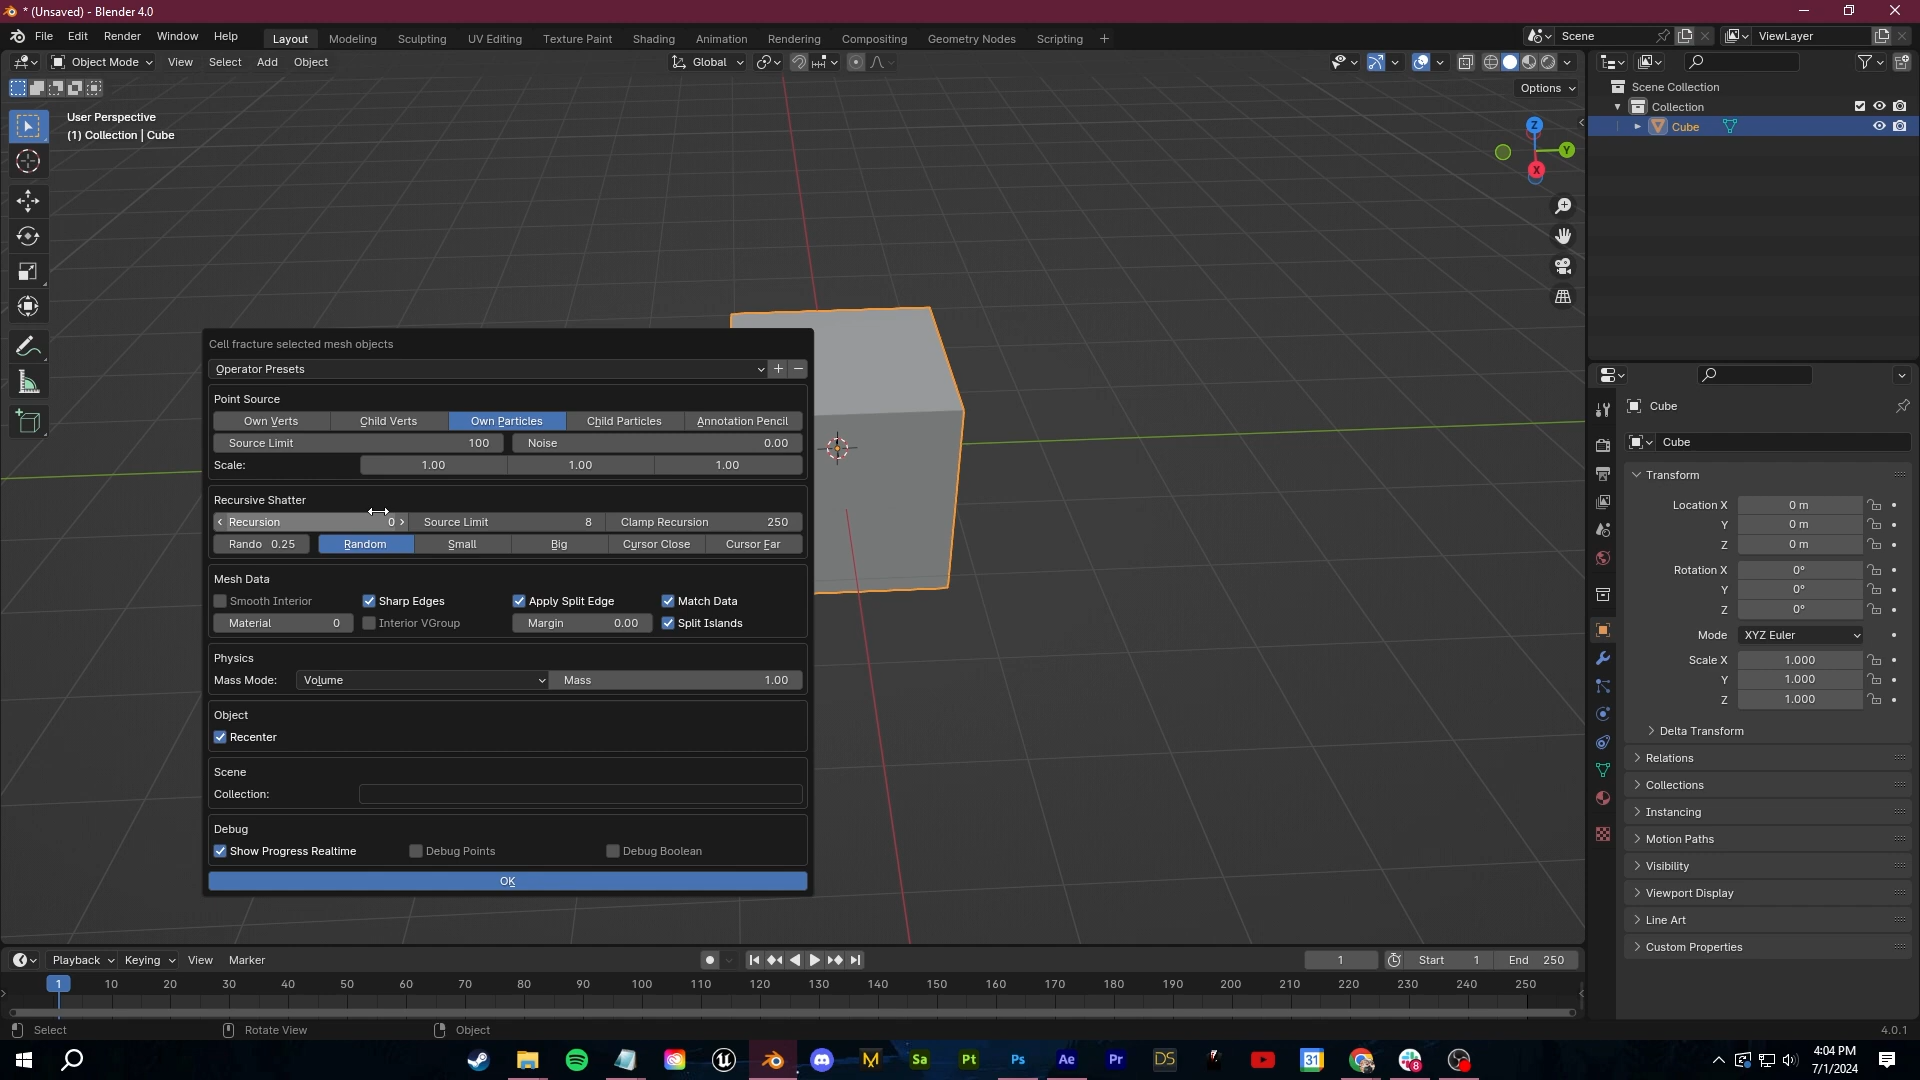 * (Unsaved) - Blender 4.0
File Edit Render Window Help Layout Modeling Sculpting UV Editing Texture Paint Shading Animation Rendering Compositing Geometry Nodes Scripting + Scene ViewLayer
Object Mode View Select Add Object Global
Options
User Perspective
(1) Collection | Cube
Scene Collection
Collection
Cube
Z
Y
X
Cell fracture selected mesh objects
Operator Presets + −
Point Source
Own Verts Child Verts Own Particles Child Particles Annotation Pencil
Source Limit 100 Noise 0.00
Scale: 1.00 1.00 1.00
Recursive Shatter
Recursion 0 Source Limit 8 Clamp Recursion 250
Rando 0.25 Random Small Big Cursor Close Cursor Far
Mesh Data
Smooth Interior Sharp Edges Apply Split Edge Match Data
Material 0 Interior VGroup Margin 0.00 Split Islands
Physics
Mass Mode: Volume Mass 1.00
Object
Recenter
Scene
Collection:
Debug
Show Progress Realtime Debug Points Debug Boolean
OK
Cube
Cube
Transform
Location X 0 m
Y 0 m
Z 0 m
Rotation X 0°
Y 0°
Z 0°
Mode XYZ Euler
Scale X 1.000
Y 1.000
Z 1.000
Delta Transform
Relations
Collections
Instancing
Motion Paths
Visibility
Viewport Display
Line Art
Custom Properties
Playback Keying View Marker 1 Start 1 End 250
1 10 20 30 40 50 60 70 80 90 100 110 120 130 140 150 160 170 180 190 200 210 220 230 240 250
Select Rotate View Object 4.0.1
Sa Pt Ps Ae Pr DS 31 8
4:04 PM
7/1/2024